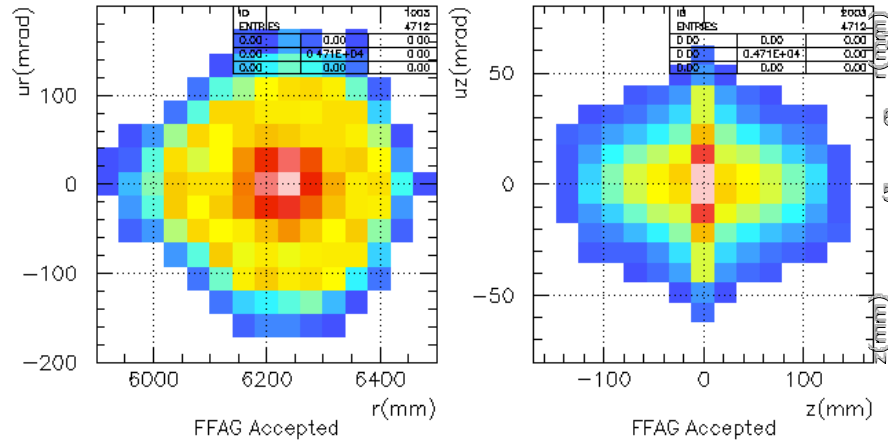 ID 1003
ENTRIES 4712
0.00 0.00 0.00
0.00 0.471E+04 0.00
0.00 0.00 0.00
ur(mrad)
100
0
-100
-200
6000 6200 6400
r(mm)
FFAG Accepted
ID 2003
ENTRIES 4712
0.00 0.00 0.00
0.00 0.471E+04 0.00
0.00 0.00 0.00
uz(mrad)
50
0
-50
-100 0 100
z(mm)
FFAG Accepted
r(mm)
z(mm)